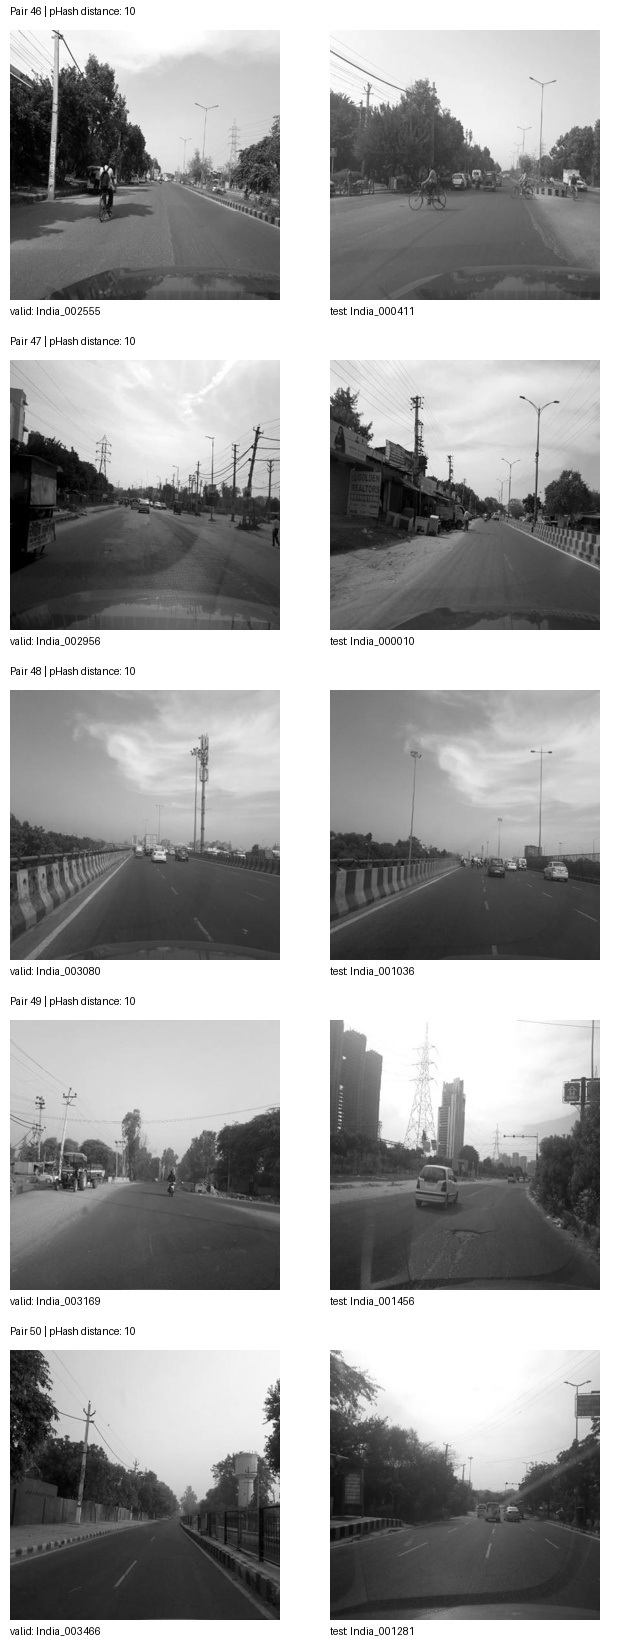 Pair 46 | pHash distance: 10
valid: India_002555
test: India_000411
Pair 47 | pHash distance: 10
GOLDEN
REALTORS
valid: India_002956
test: India_000010
Pair 48 | pHash distance: 10
valid: India_003080
test: India_001036
Pair 49 | pHash distance: 10
valid: India_003169
test: India_001456
Pair 50 | pHash distance: 10
valid: India_003466
test: India_001281